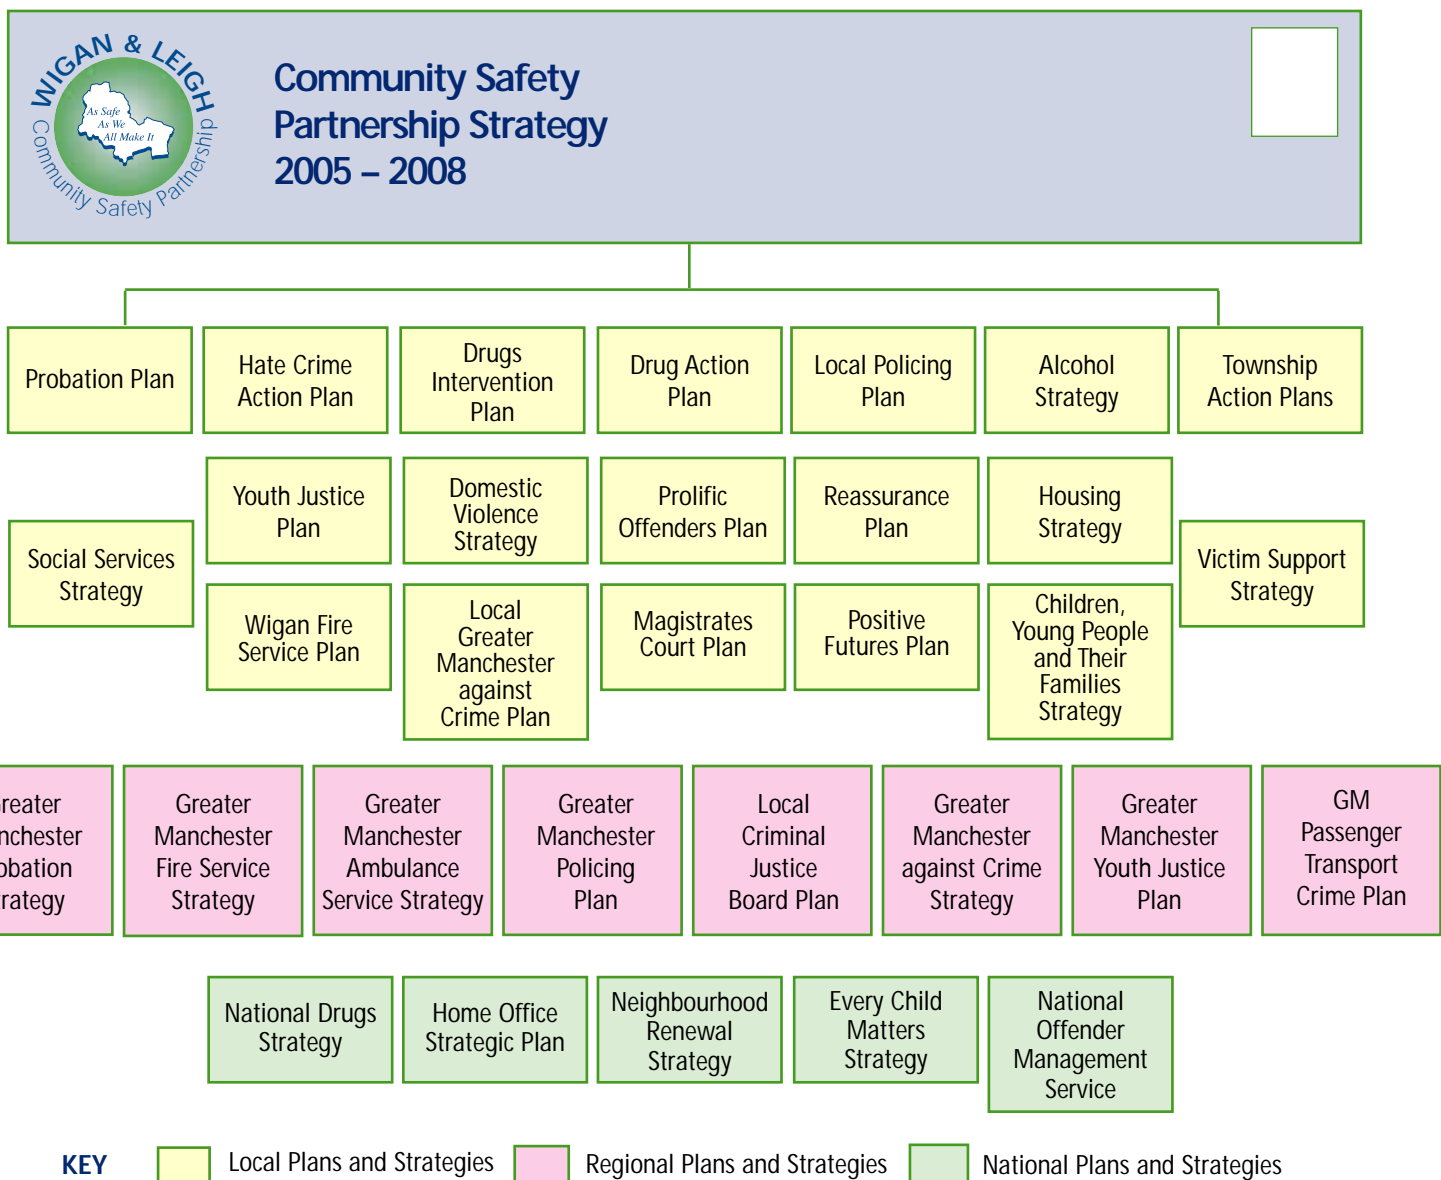 WIGAN & LEIGH
Community Safety Partnership
As Safe
As We
All Make It
Community Safety
Partnership Strategy
2005 – 2008
Probation Plan
Hate Crime
Action Plan
Drugs
Intervention
Plan
Drug Action
Plan
Local Policing
Plan
Alcohol
Strategy
Township
Action Plans
Social Services
Strategy
Youth Justice
Plan
Domestic
Violence
Strategy
Prolific
Offenders Plan
Reassurance
Plan
Housing
Strategy
Victim Support
Strategy
Wigan Fire
Service Plan
Local
Greater
Manchester
against
Crime Plan
Magistrates
Court Plan
Positive
Futures Plan
Children,
Young People
and Their
Families
Strategy
reater
nchester
obation
rategy
Greater
Manchester
Fire Service
Strategy
Greater
Manchester
Ambulance
Service Strategy
Greater
Manchester
Policing
Plan
Local
Criminal
Justice
Board Plan
Greater
Manchester
against Crime
Strategy
Greater
Manchester
Youth Justice
Plan
GM
Passenger
Transport
Crime Plan
National Drugs
Strategy
Home Office
Strategic Plan
Neighbourhood
Renewal
Strategy
Every Child
Matters
Strategy
National
Offender
Management
Service
KEY
Local Plans and Strategies
Regional Plans and Strategies
National Plans and Strategies